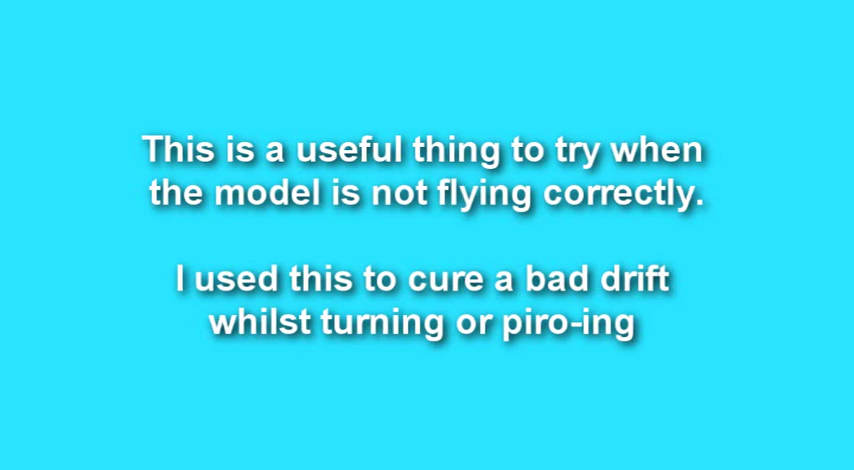 This is a useful thing to try when
the model is not flying correctly.
I used this to cure a bad drift
whilst turning or piro-ing